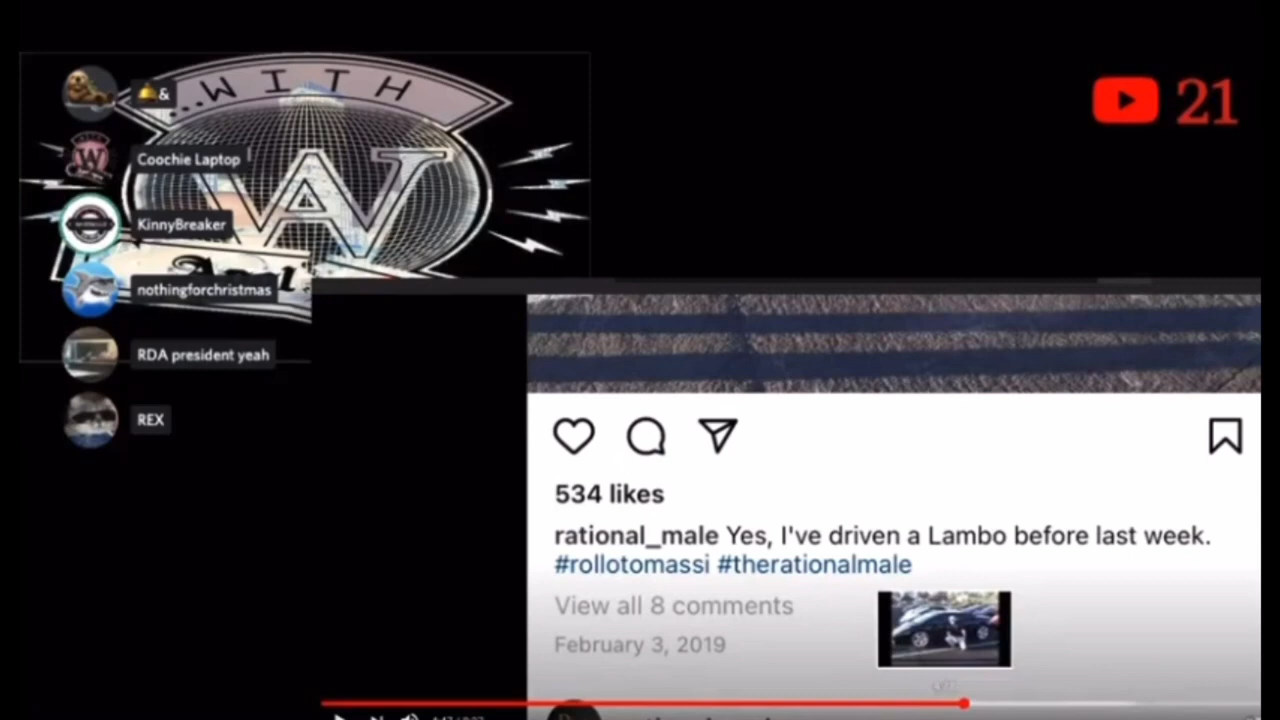 ...WITH
W
&
Coochie Laptop
KinnyBreaker
nothingforchristmas
RDA president yeah
REX
21
534 likes
rational_male Yes, I've driven a Lambo before last week.
#rollotomassi #therationalmale
View all 8 comments
February 3, 2019